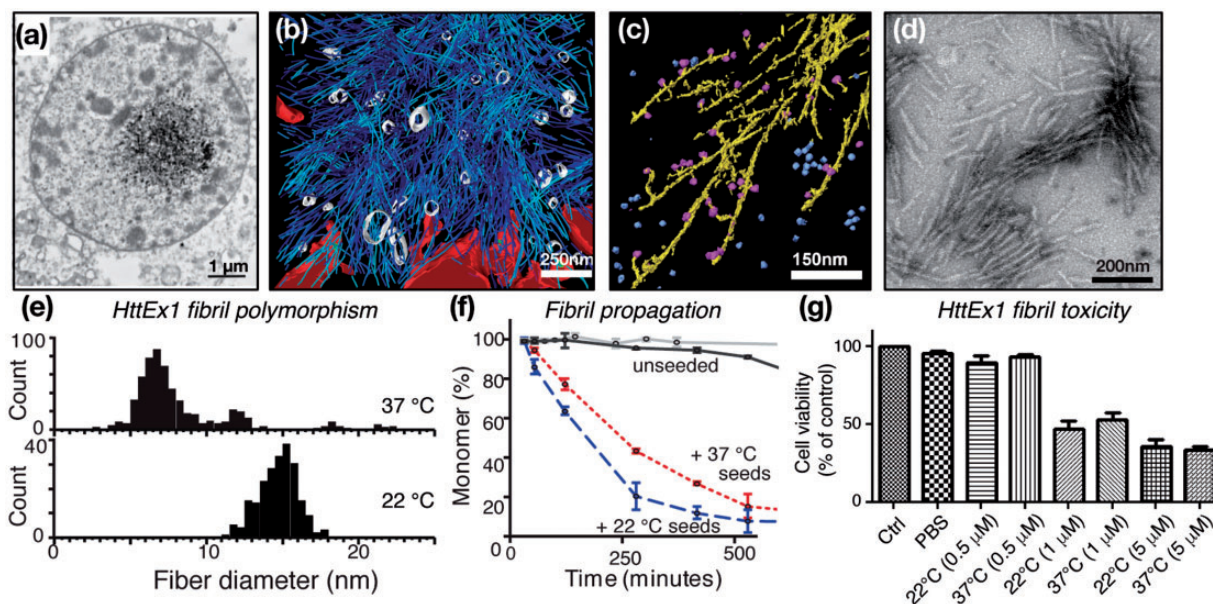 (a)
1 μm
(b)
250nm
(c)
150nm
(d)
200nm
(e)
HttEx1 fibril polymorphism
Count
100
0
37 °C
Count
40
20
0
22 °C
0
10
20
Fiber diameter (nm)
(f)
Fibril propagation
Monomer (%)
100
80
60
40
20
0
unseeded
+ 37 °C
seeds
+ 22 °C seeds
0
250
500
Time (minutes)
(g)
HttEx1 fibril toxicity
Cell viability
(% of control)
100
50
0
Ctrl
PBS
22°C (0.5 μM)
37°C (0.5 μM)
22°C (1 μM)
37°C (1 μM)
22°C (5 μM)
37°C (5 μM)